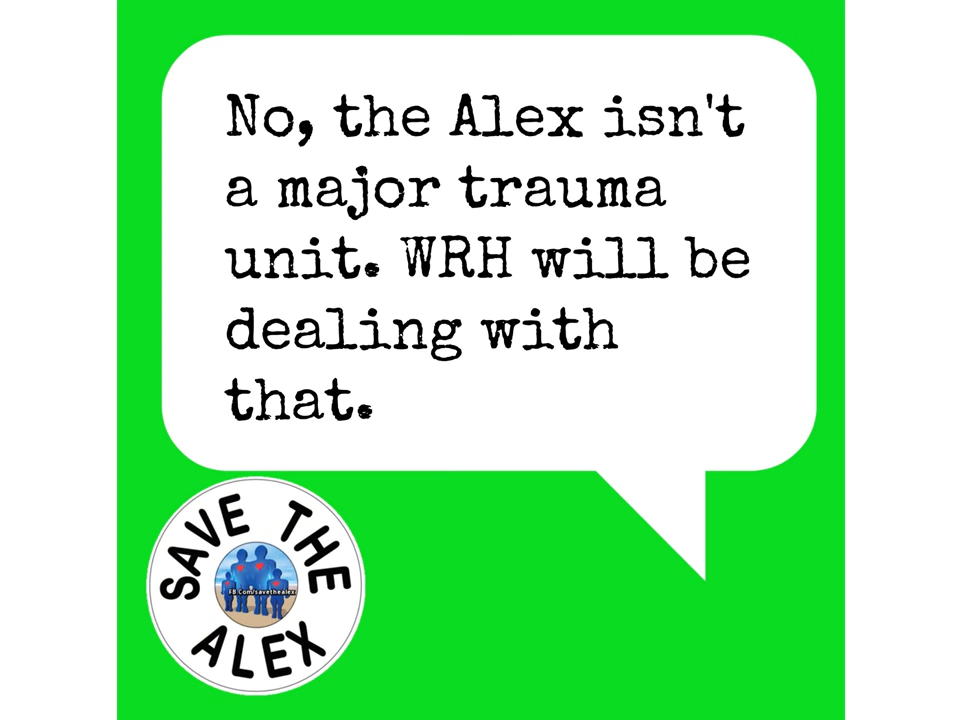 No, the Alex isn't
a major trauma
unit. WRH will be
dealing with
that.
SAVE THE
FB.Com/savethealex
ALEX